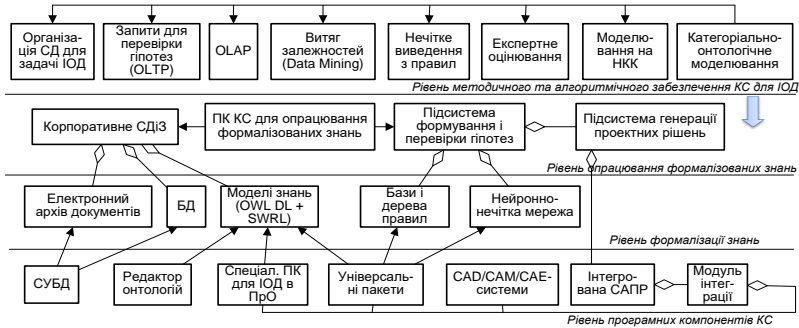 Організа-
ція СД для
задачі ІОД
Запити для
перевірки
гіпотез
(OLTP)
OLAP
Витяг
залежностей
(Data Mining)
Нечітке
виведення
з правил
Експертне
оцінювання
Моделю-
вання на
НКК
Категоріально-
онтологічне
моделювання
Рівень методичного та алгоритмічного забезпечення КС для ІОД
Корпоративне СДіЗ
ПК КС для опрацювання
формалізованих знань
Підсистема
формування і
перевірки гіпотез
Підсистема генерації
проектних рішень
Рівень опрацювання формалізованих знань
Електронний
архів документів
БД
Моделі знань
(OWL DL +
SWRL)
Бази і
дерева
правил
Нейронно-
нечітка мережа
Рівень формалізації знань
СУБД
Редактор
онтологій
Спеціал. ПК
для ІОД в
ПрО
Універсаль-
ні пакети
CAD/CAM/CAE-
системи
Інтегро-
вана САПР
Модуль
інтег-
рації
Рівень програмних компонентів КС